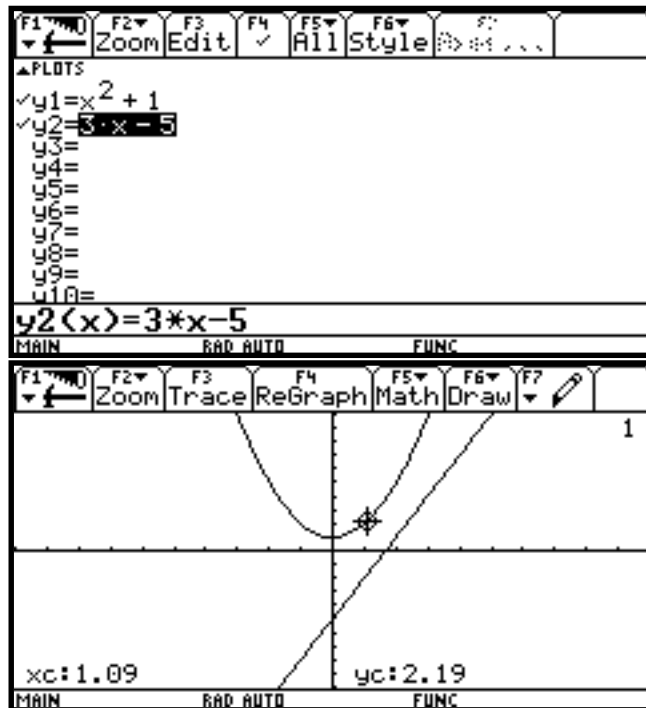 F1 F2 Zoom F3 Edit F4 ✓ F5 All F6 Style F7
PLOTS
✓y1=x² + 1
✓y2=3·x - 5
y3=
y4=
y5=
y6=
y7=
y8=
y9=
y10=
y2(x)=3*x-5
MAIN RAD AUTO FUNC
F1 F2 Zoom F3 Trace F4 ReGraph F5 Math F6 Draw F7
1
xc:1.09 yc:2.19
MAIN RAD AUTO FUNC